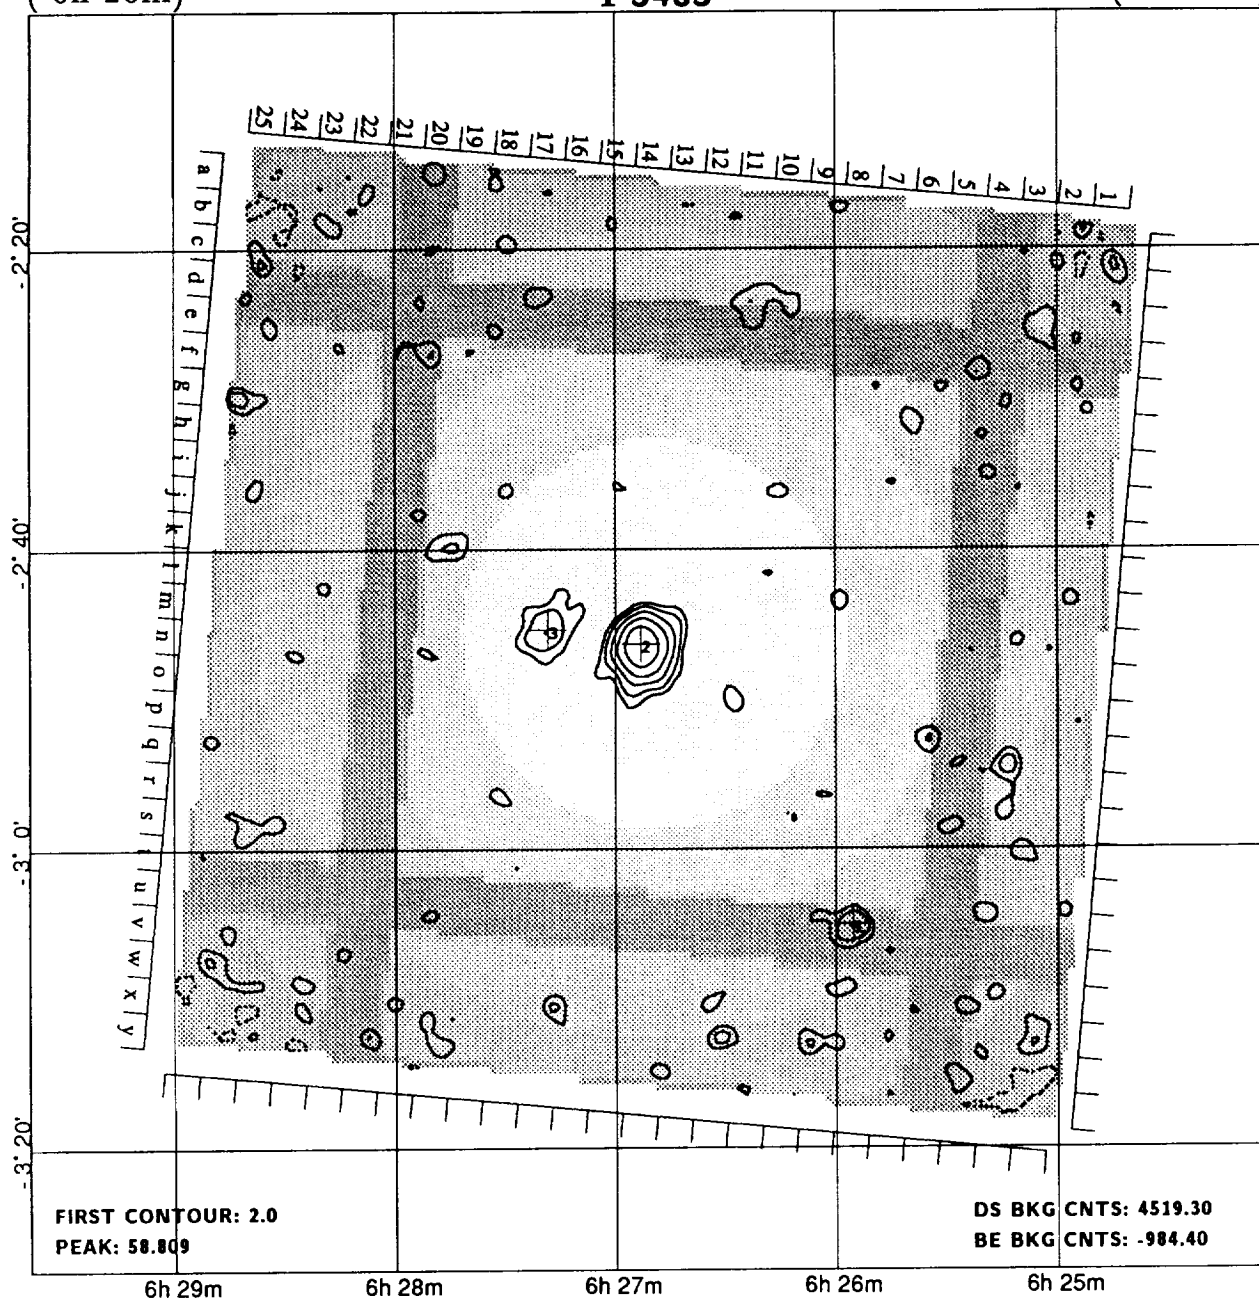 25 24 23 22 21 20 19 18 17 16 15 14 13 12 11 10 9 8 7 6 5 4 3 2 1
a b c d e f g h i j k l m n o p q r s t u v w x y
-2° 20'
-2° 40'
3
2
-3° 0'
-3° 20'
FIRST CONTOUR: 2.0
PEAK: 58.809
DS BKG CNTS: 4519.30
BE BKG CNTS: -984.40
6h 29m 6h 28m 6h 27m 6h 26m 6h 25m